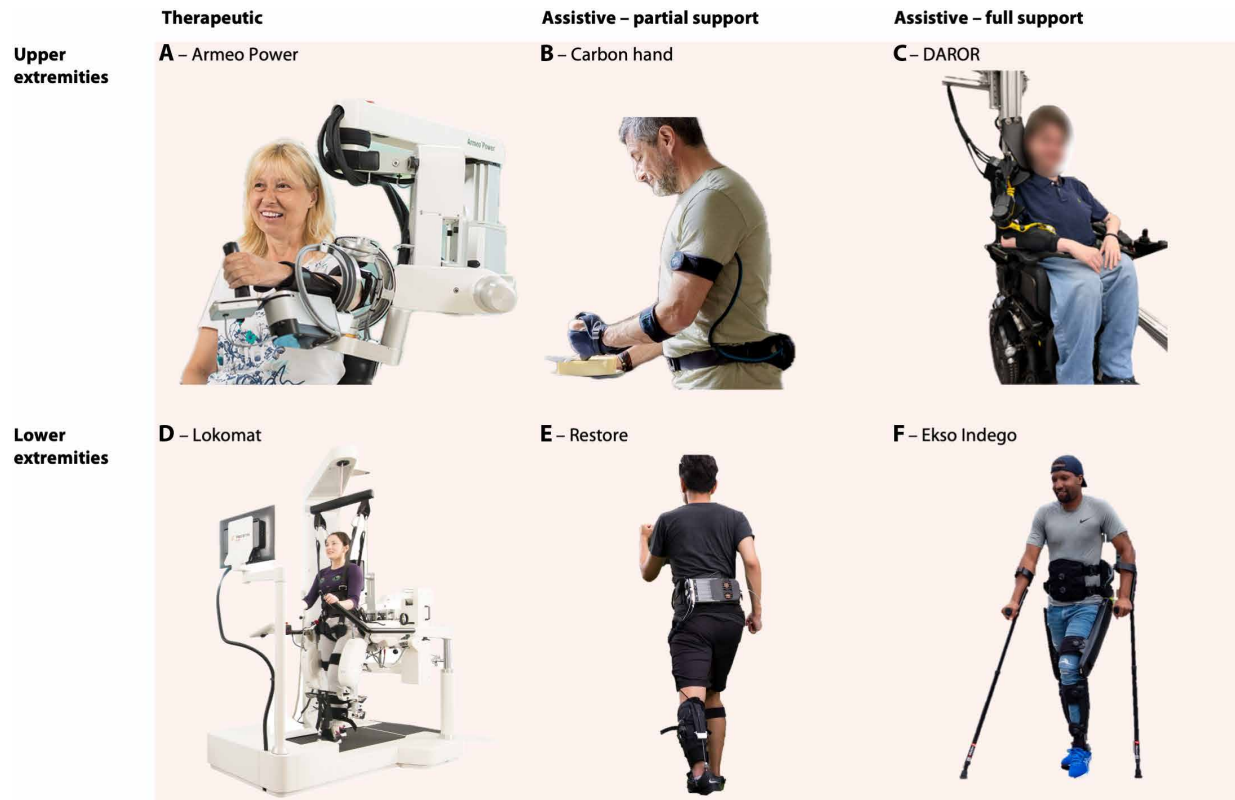 Therapeutic
Assistive – partial support
Assistive – full support
Upper
extremities
A – Armeo Power
B – Carbon hand
C – DAROR
Armeo Power
Lower
extremities
D – Lokomat
E – Restore
F – Ekso Indego